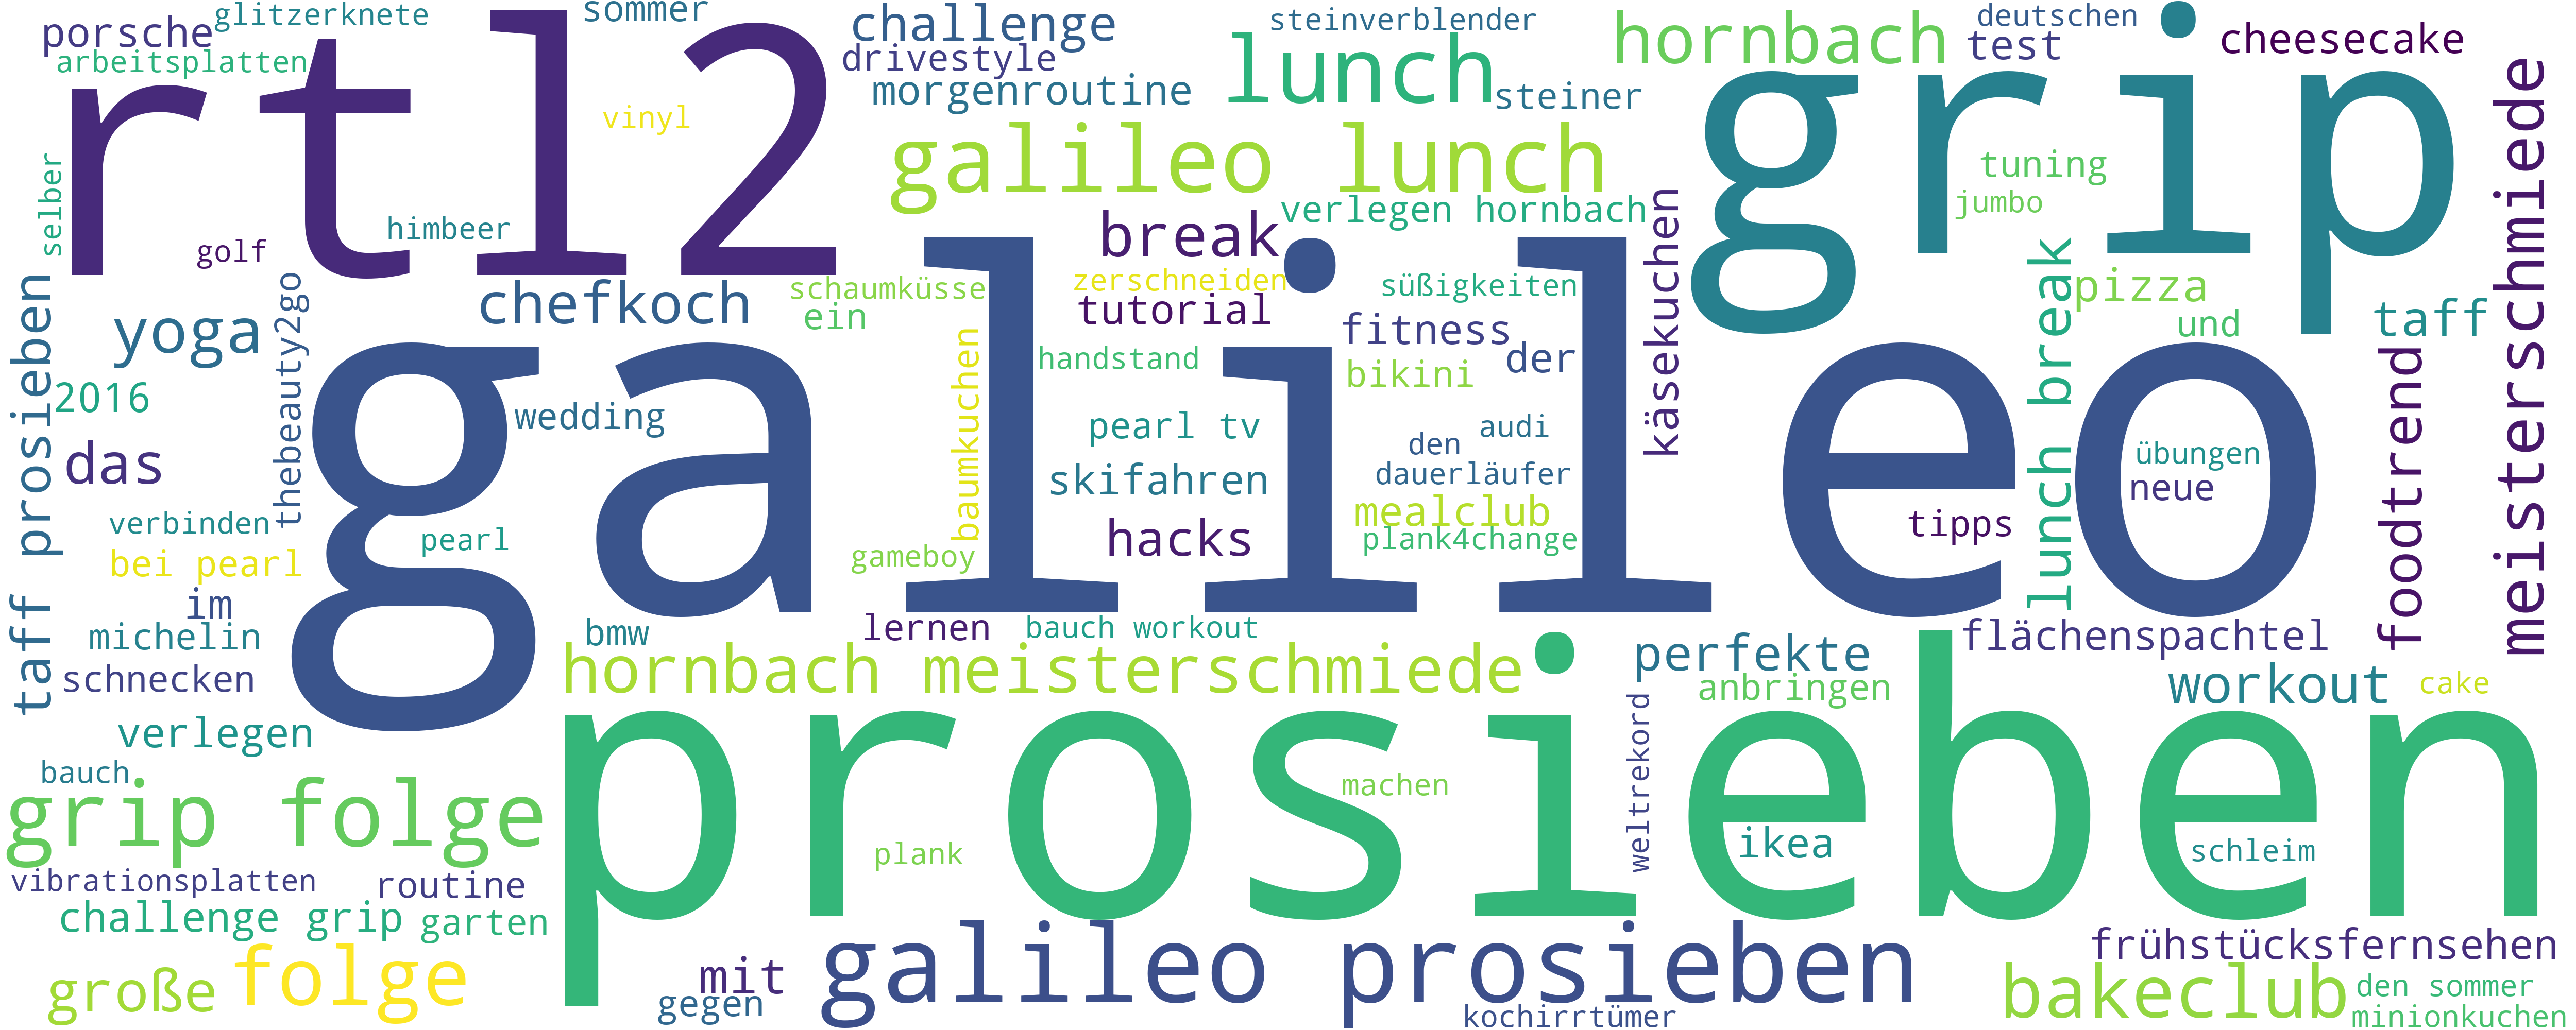 glitzerknete
sommer
challenge
steinverblender
hornbach
deutschen
porsche
arbeitsplatten
rtl2
drivestyle
lunch
test
cheesecake
morgenroutine
steiner
grip
meisterschmiede
vinyl
galileo lunch
tuning
selber
jumbo
golf
himbeer
break
verlegen hornbach
käsekuchen
taff prosieben
thebeauty2go
chefkoch
schaumküsse
zerschneiden
süßigkeiten
lunch break
pizza
yoga
ein
tutorial
fitness
und
taff
galileo
baumkuchen
handstand
der
bikini
foodtrend
2016
wedding
pearl tv
audi
den
das
skifahren
dauerläufer
übungen
neue
verbinden
pearl
hacks
mealclub
plank4change
tipps
bei pearl
gameboy
im
michelin
bmw
lernen
bauch workout
flächenspachtel
schnecken
hornbach meisterschmiede
perfekte
anbringen
workout
cake
verlegen
weltrekord
bauch
prosieben
machen
grip folge
plank
ikea
schleim
vibrationsplatten
routine
challenge grip
garten
frühstücksfernsehen
große
folge
mit
gegen
galileo prosieben
kochirrtümer
bakeclub
den sommer
minionkuchen